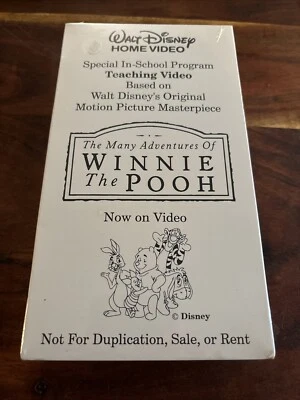 WALT DISNEY
HOME VIDEO
Special In-School Program
Teaching Video
Based on
Walt Disney's Original
Motion Picture Masterpiece
The Many Adventures Of
WINNIE
The POOH
Now on Video
© Disney
Not For Duplication, Sale, or Rent